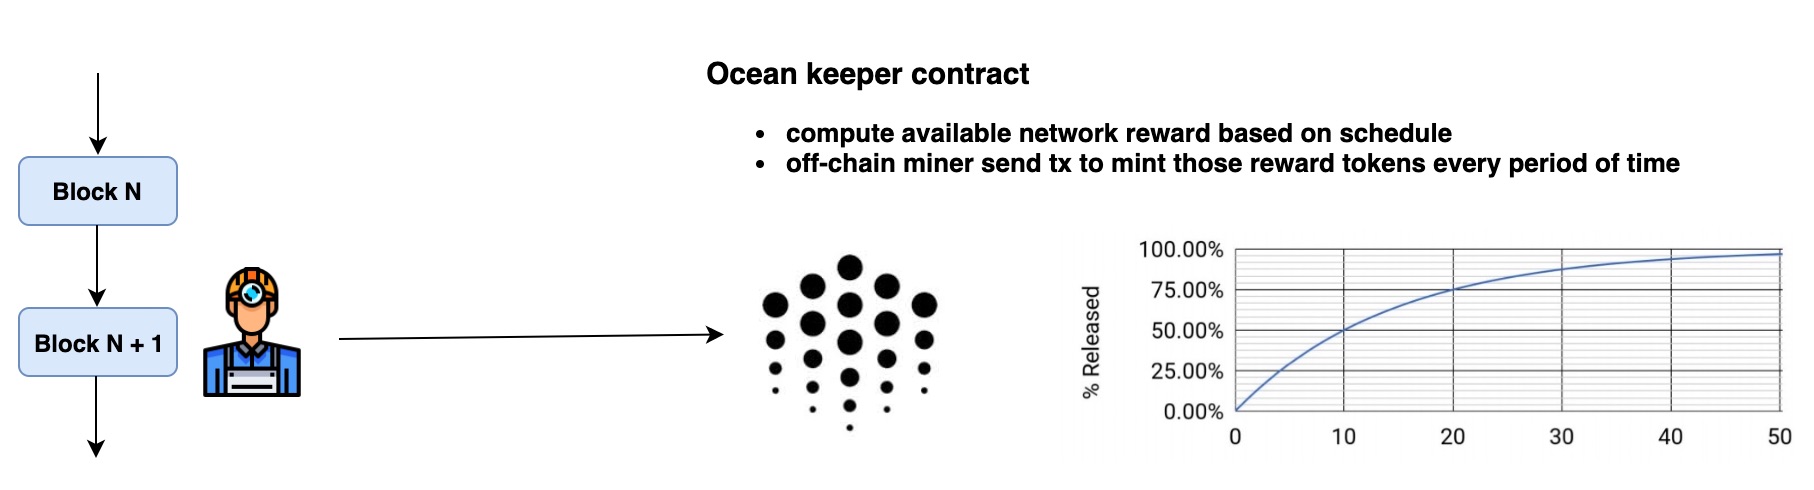 Ocean keeper contract
• compute available network reward based on schedule
• off-chain miner send tx to mint those reward tokens every period of time
Block N
Block N + 1
% Released
100.00%
75.00%
50.00%
25.00%
0.00%
0 10 20 30 40 50